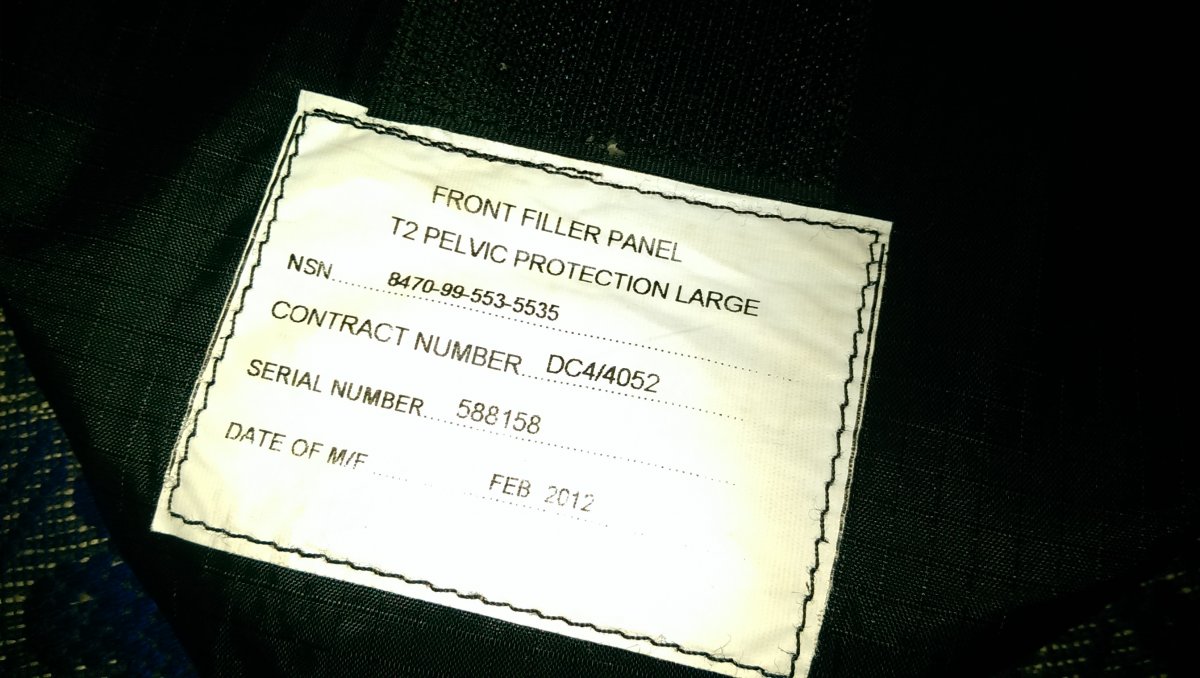 FRONT FILLER PANEL
T2 PELVIC PROTECTION LARGE
NSN.... 8470-99-553-5535
CONTRACT NUMBER.. DC4/4052
SERIAL NUMBER.... 588158
DATE OF M/F .... FEB 2012